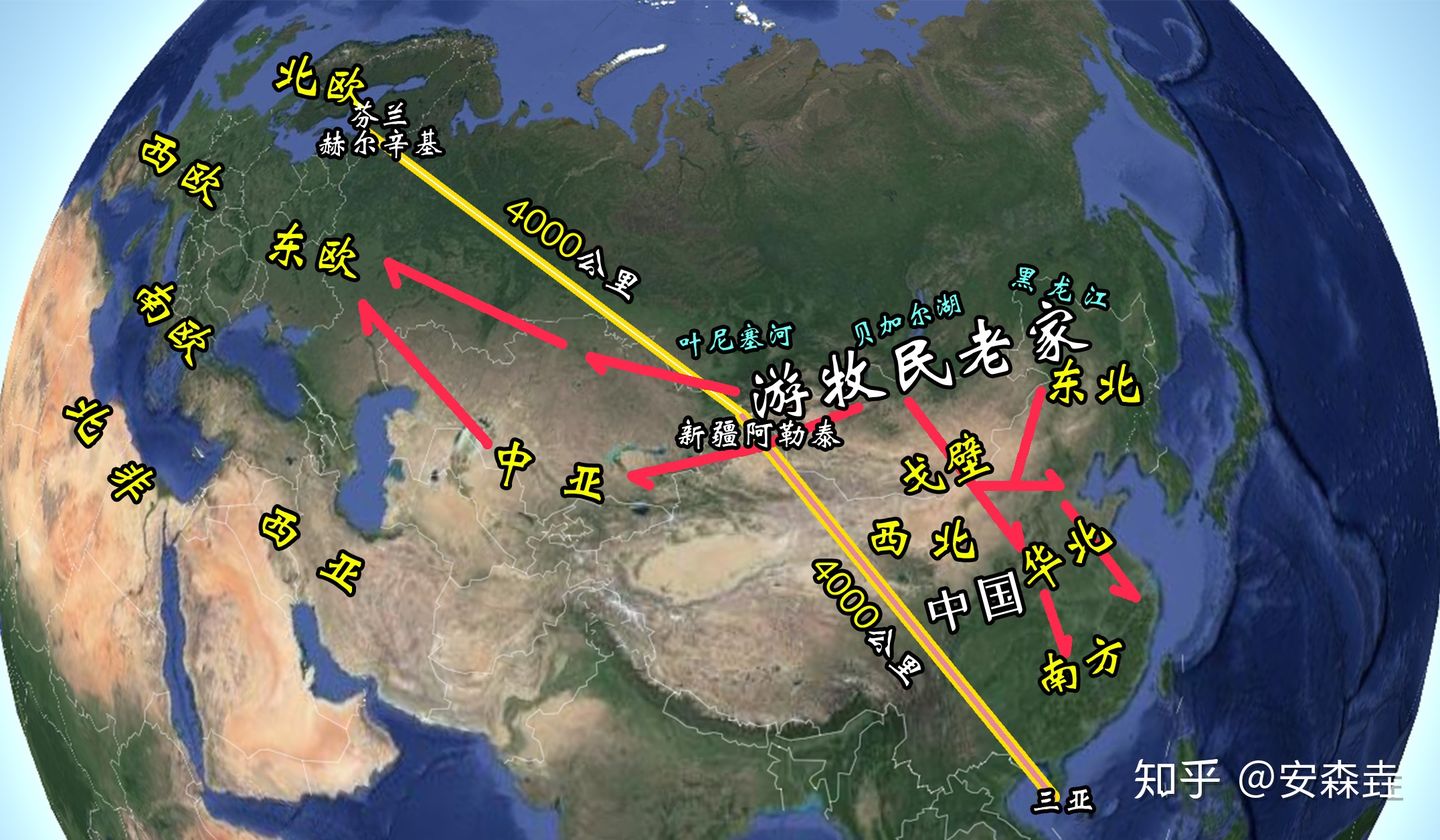 北欧
芬兰
赫尔辛基
西欧
4000公里
东欧
南欧
叶尼塞河
贝加尔湖
黑龙江
游牧民老家
东北
北非
新疆阿勒泰
中亚
戈壁
西亚
西北
华北
4000公里
中国
南方
三亚
知乎 @安森垚